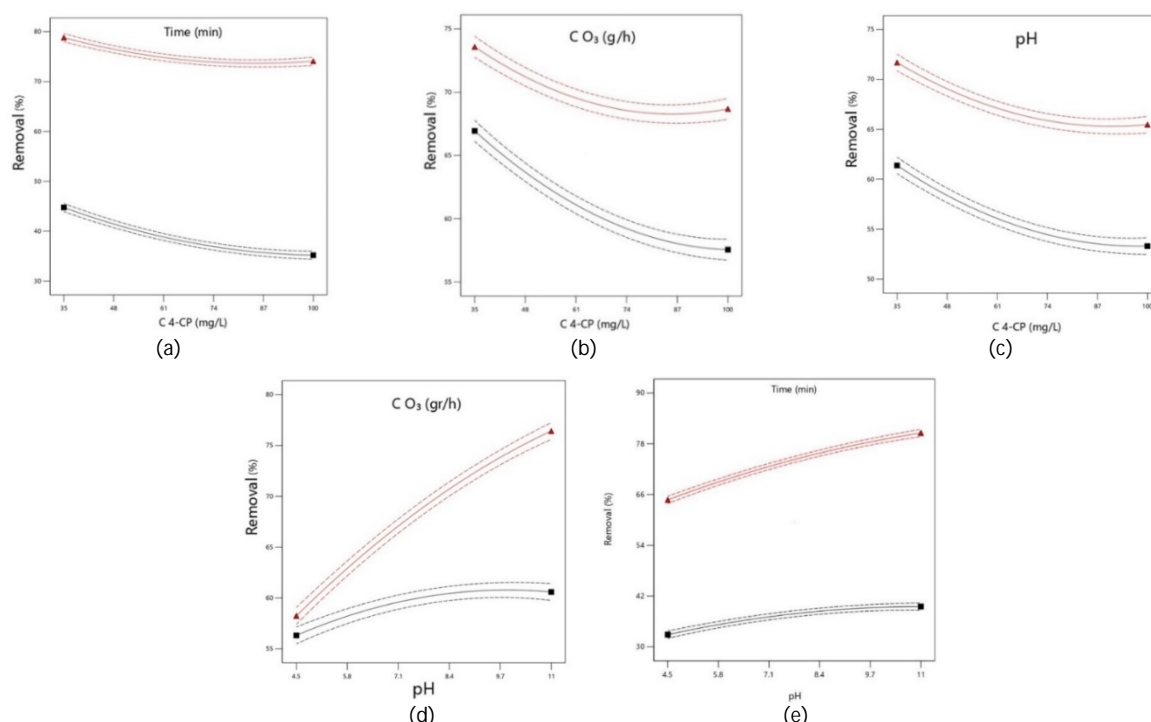 Time (min)
80
70
60
50
40
30
Removal (%)
35 48 61 74 87 100
C 4-CP (mg/L)
(a)
C O₃ (g/h)
75
70
65
60
55
Removal (%)
35 48 61 74 87 100
C 4-CP (mg/L)
(b)
pH
75
70
65
60
55
50
Removal (%)
35 48 61 74 87 100
C 4-CP (mg/L)
(c)
C O₃ (gr/h)
80
75
70
65
60
55
Removal (%)
4.5 5.8 7.1 8.4 9.7 11
pH
(d)
Time (min)
90
78
66
54
42
30
Removal (%)
4.5 5.8 7.1 8.4 9.7 11
pH
(e)